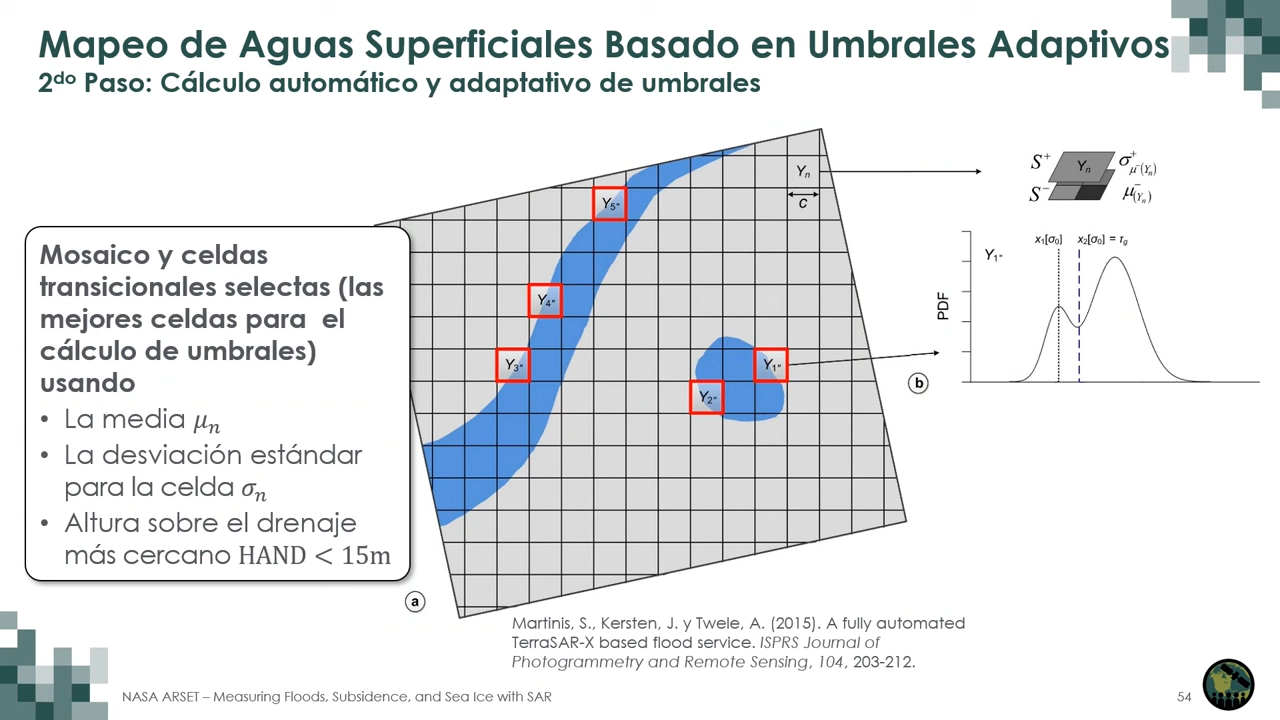 Mapeo de Aguas Superficiales Basado en Umbrales Adaptivos
2do Paso: Cálculo automático y adaptativo de umbrales
Mosaico y celdas
transicionales selectas (las
mejores celdas para el
cálculo de umbrales)
usando
• La media μn
• La desviación estándar
para la celda σn
• Altura sobre el drenaje
más cercano HAND < 15m
Yn
c
Y5"
Y4"
Y3"
Y1"
Y2"
a
S+ Yn σ+μ-(Yn)
S- μ-(Yn)
x1[σ0] x2[σ0] = τg
Y1"
PDF
b
Martinis, S., Kersten, J. y Twele, A. (2015). A fully automated
TerraSAR-X based flood service. ISPRS Journal of
Photogrammetry and Remote Sensing, 104, 203-212.
NASA ARSET – Measuring Floods, Subsidence, and Sea Ice with SAR
54